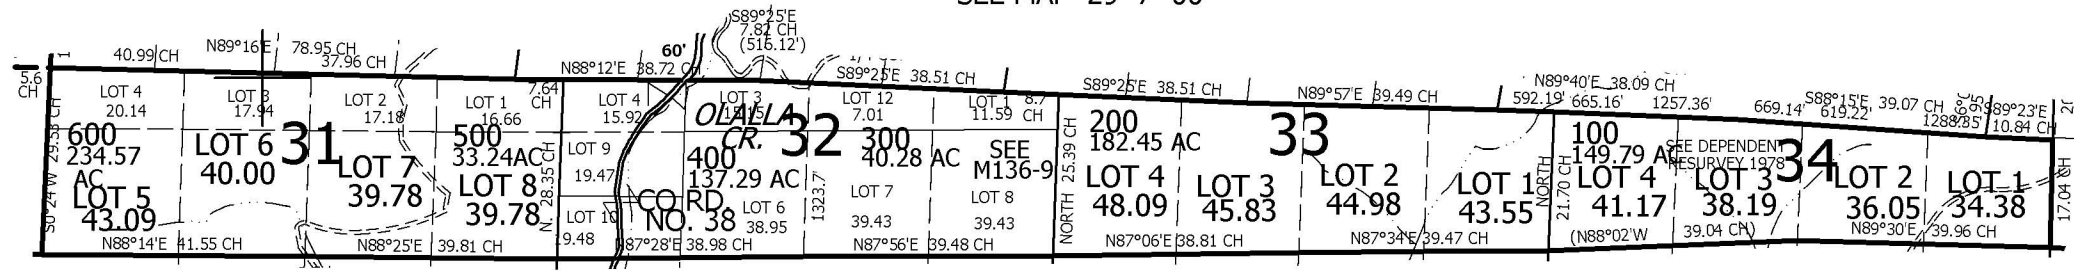 S89°25'E
7.82 CH
(516.12')
60'
40.99 CH
N89°16'E
78.95 CH
37.96 CH
N88°12'E 38.72 CH
S89°25'E 38.51 CH
S89°25'E 38.51 CH
N89°57'E 39.49 CH
N89°40'E 38.09 CH
592.19'
665.16'
1257.36'
669.14'
619.22'
S88°15'E 39.07 CH
1288.35'
S89°23'E
10.84 CH
5.6
CH
S0°24'W 29.58 CH
LOT 4
20.14
LOT 3
17.94
LOT 2
17.18
LOT 1
16.66
7.64
CH
600
234.57
AC
LOT 5
43.09
LOT 6
40.00
31
LOT 7
39.78
500
33.24AC
LOT 8
39.78
N. 28.35 CH
N88°14'E 41.55 CH
N88°25'E 39.81 CH
LOT 4
15.92
LOT 3
OLALLA
CR.
LOT 12
7.01
LOT 1
11.59
8.7
CH
32
LOT 9
19.47
LOT 10
19.48
400
137.29 AC
CO RD.
NO. 38
LOT 6
38.95
1323.7'
300
40.28 AC
LOT 7
39.43
SEE
M136-9
LOT 8
39.43
N87°28'E 38.98 CH
N87°56'E 39.48 CH
NORTH 25.39 CH
200
182.45 AC
33
LOT 4
48.09
LOT 3
45.83
LOT 2
44.98
LOT 1
43.55
N87°06'E 38.81 CH
N87°34'E 39.47 CH
NORTH
21.70 CH
100
149.79 AC
SEE DEPENDENT
RESURVEY 1978
34
LOT 4
41.17
LOT 3
38.19
LOT 2
36.05
LOT 1
34.38
(N88°02'W 39.04 CH)
N89°30'E 39.96 CH
17.04 CH